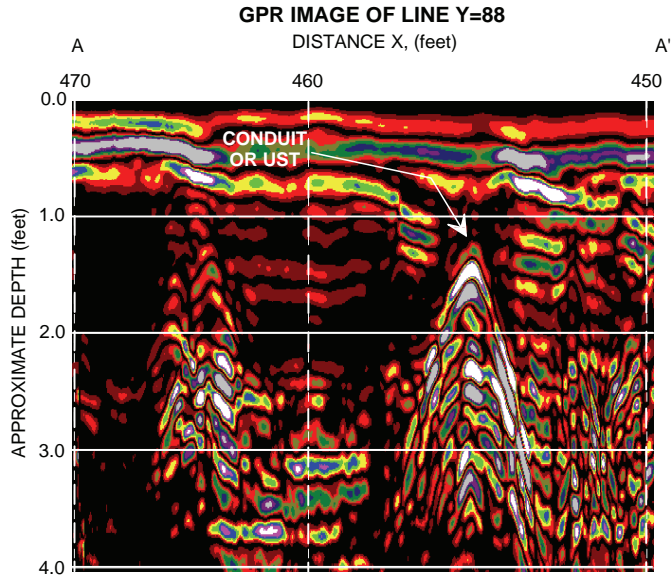 GPR IMAGE OF LINE Y=88
DISTANCE X, (feet)
A A'
470 460 450
0.0
CONDUIT
OR UST
1.0
2.0
3.0
4.0
APPROXIMATE DEPTH (feet)